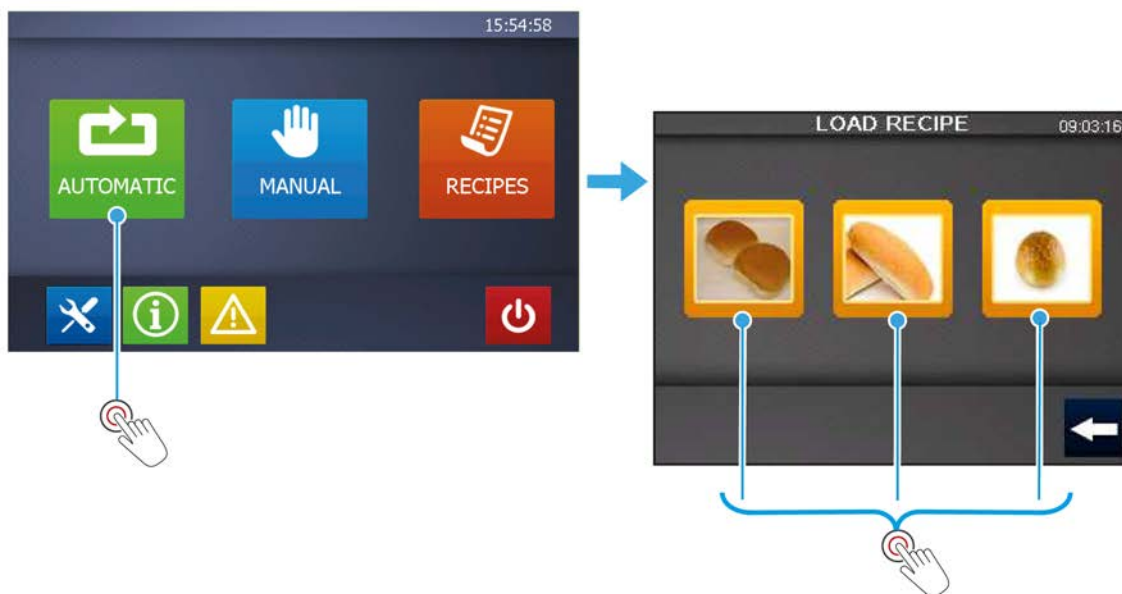 15:54:58
AUTOMATIC
MANUAL
RECIPES
LOAD RECIPE
09:03:16